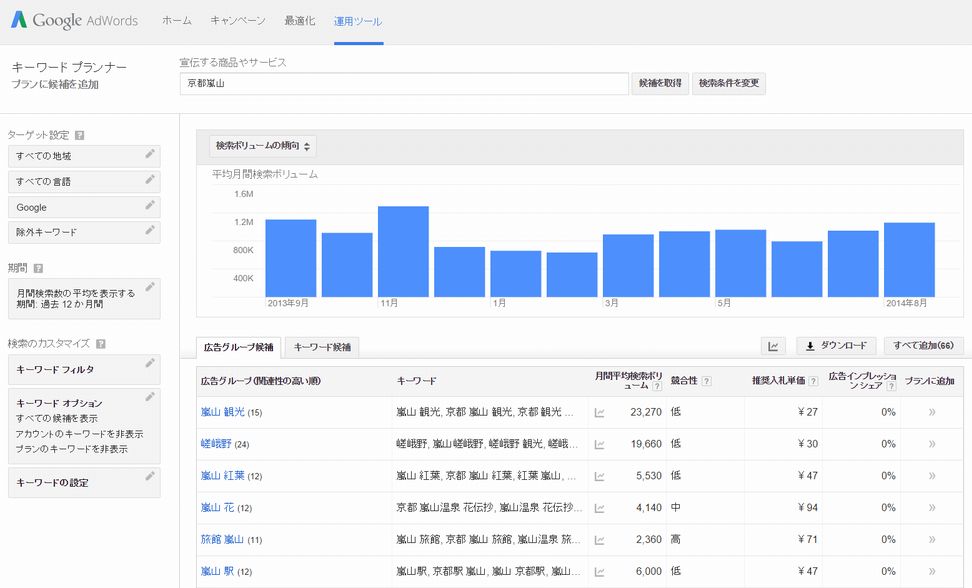 Google AdWords ホーム キャンペーン 最適化 運用ツール
キーワード プランナー
プランに候補を追加
宣伝する商品やサービス
京都嵐山 候補を取得 検索条件を変更
ターゲット設定 ?
すべての地域
すべての言語
Google
除外キーワード
期間 ?
月間検索数の平均を表示する
期間: 過去 12 か月間
検索のカスタマイズ ?
キーワード フィルタ
キーワード オプション
すべての候補を表示
アカウントのキーワードを非表示
プランのキーワードを非表示
キーワードの設定
検索ボリュームの傾向
平均月間検索ボリューム
1.6M
1.2M
800K
400K
2013年9月 11月 1月 3月 5月 2014年8月
広告グループ候補 キーワード候補 ダウンロード すべて追加(66)
広告グループ (関連性の高い順) キーワード 月間平均検索ボリューム ? 競合性 ? 推奨入札単価 ? 広告インプレッションシェア ? プランに追加
嵐山 観光 (15) 嵐山 観光, 京都 嵐山 観光, 京都 観光 ... 23,270 低 ¥27 0% »
嵯峨野 (24) 嵯峨野, 嵐山 嵯峨野, 嵯峨野 観光, 嵯峨... 19,660 低 ¥30 0% »
嵐山 紅葉 (12) 嵐山 紅葉, 京都 嵐山 紅葉, 紅葉 嵐山, ... 5,530 低 ¥47 0% »
嵐山 花 (12) 京都 嵐山温泉 花伝抄, 嵐山温泉 花伝抄... 4,140 中 ¥94 0% »
旅館 嵐山 (11) 嵐山 旅館, 京都 嵐山 旅館, 嵐山温泉 旅... 2,360 高 ¥71 0% »
嵐山 駅 (12) 嵐山駅, 京都駅 嵐山, 嵐山 京都駅, 嵐山... 6,000 低 ¥47 0% »